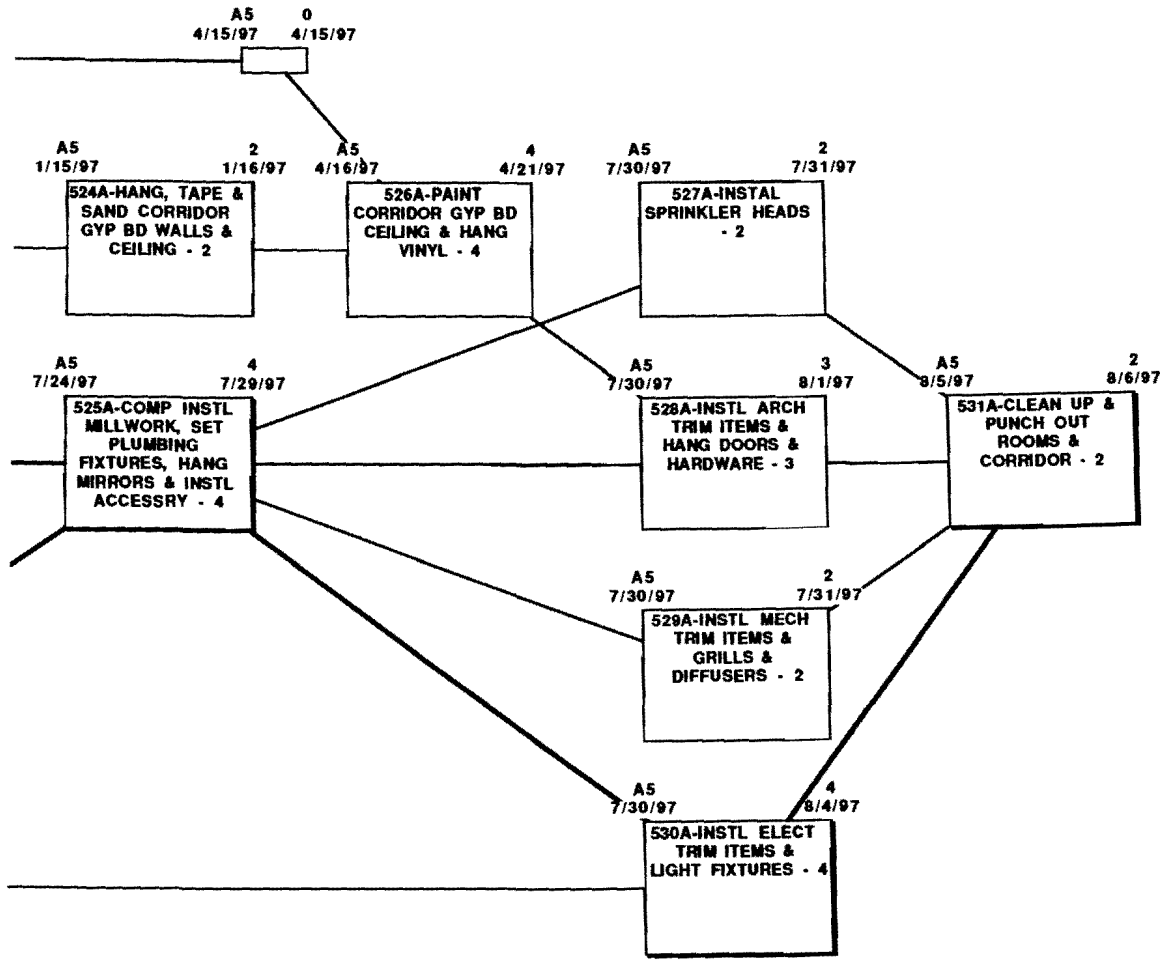 A5 0
4/15/97 4/15/97
A5 2
1/15/97 1/16/97
524A-HANG, TAPE &
SAND CORRIDOR
GYP BD WALLS &
CEILING - 2
A5 4
4/16/97 4/21/97
526A-PAINT
CORRIDOR GYP BD
CEILING & HANG
VINYL - 4
A5 2
7/30/97 7/31/97
527A-INSTAL
SPRINKLER HEADS
- 2
A5 4
7/24/97 7/29/97
525A-COMP INSTL
MILLWORK, SET
PLUMBING
FIXTURES, HANG
MIRRORS & INSTL
ACCESSRY - 4
A5 3
7/30/97 8/1/97
528A-INSTL ARCH
TRIM ITEMS &
HANG DOORS &
HARDWARE - 3
A5 2
8/5/97 8/6/97
531A-CLEAN UP &
PUNCH OUT
ROOMS &
CORRIDOR - 2
A5 2
7/30/97 7/31/97
529A-INSTL MECH
TRIM ITEMS &
GRILLS &
DIFFUSERS - 2
A5 4
7/30/97 8/4/97
530A-INSTL ELECT
TRIM ITEMS &
LIGHT FIXTURES - 4